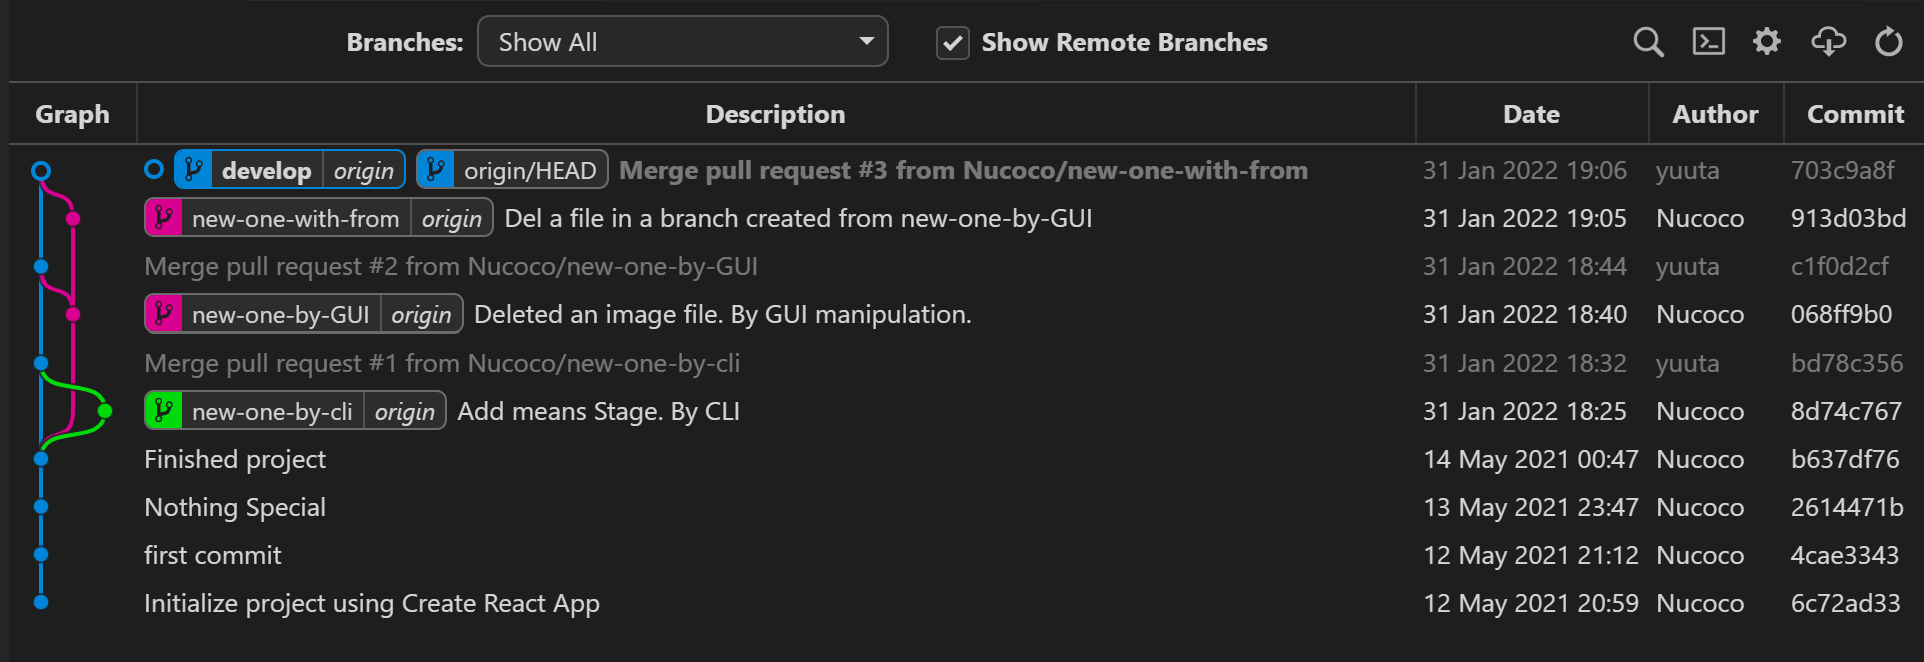 Branches: Show All Show Remote Branches
Graph Description Date Author Commit
develop origin origin/HEAD Merge pull request #3 from Nucoco/new-one-with-from 31 Jan 2022 19:06 yuuta 703c9a8f
new-one-with-from origin Del a file in a branch created from new-one-by-GUI 31 Jan 2022 19:05 Nucoco 913d03bd
Merge pull request #2 from Nucoco/new-one-by-GUI 31 Jan 2022 18:44 yuuta c1f0d2cf
new-one-by-GUI origin Deleted an image file. By GUI manipulation. 31 Jan 2022 18:40 Nucoco 068ff9b0
Merge pull request #1 from Nucoco/new-one-by-cli 31 Jan 2022 18:32 yuuta bd78c356
new-one-by-cli origin Add means Stage. By CLI 31 Jan 2022 18:25 Nucoco 8d74c767
Finished project 14 May 2021 00:47 Nucoco b637df76
Nothing Special 13 May 2021 23:47 Nucoco 2614471b
first commit 12 May 2021 21:12 Nucoco 4cae3343
Initialize project using Create React App 12 May 2021 20:59 Nucoco 6c72ad33